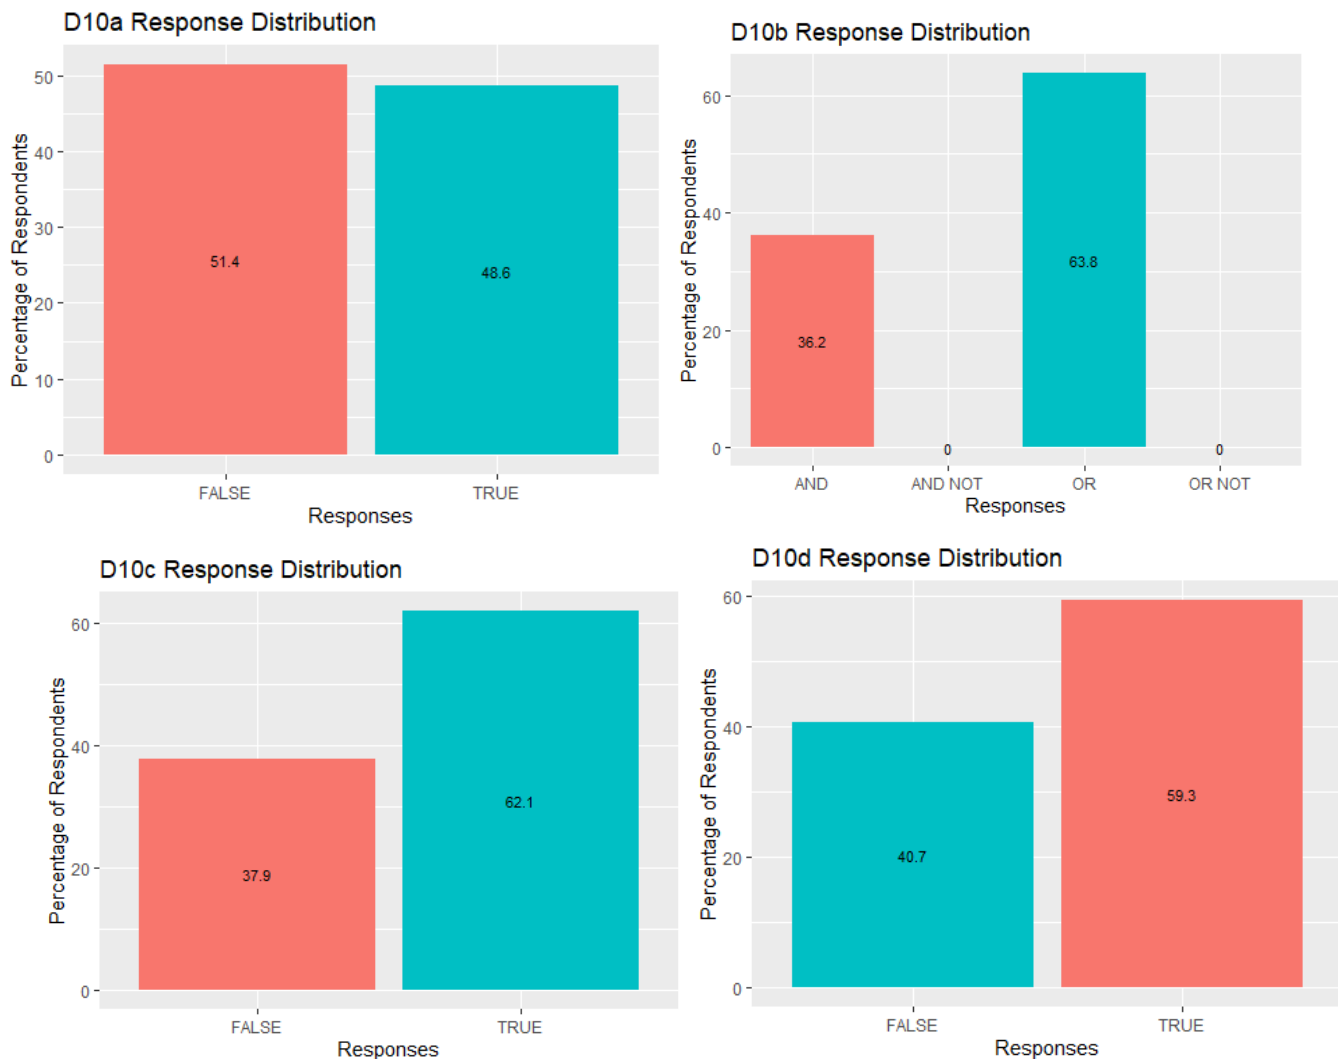 D10a Response Distribution
Percentage of Respondents
50
40
30
20
10
0
51.4
48.6
FALSE
TRUE
Responses
D10b Response Distribution
Percentage of Respondents
60
40
20
0
36.2
0
63.8
0
AND
AND NOT
OR
OR NOT
Responses
D10c Response Distribution
Percentage of Respondents
60
40
20
0
37.9
62.1
FALSE
TRUE
Responses
D10d Response Distribution
Percentage of Respondents
60
40
20
0
40.7
59.3
FALSE
TRUE
Responses